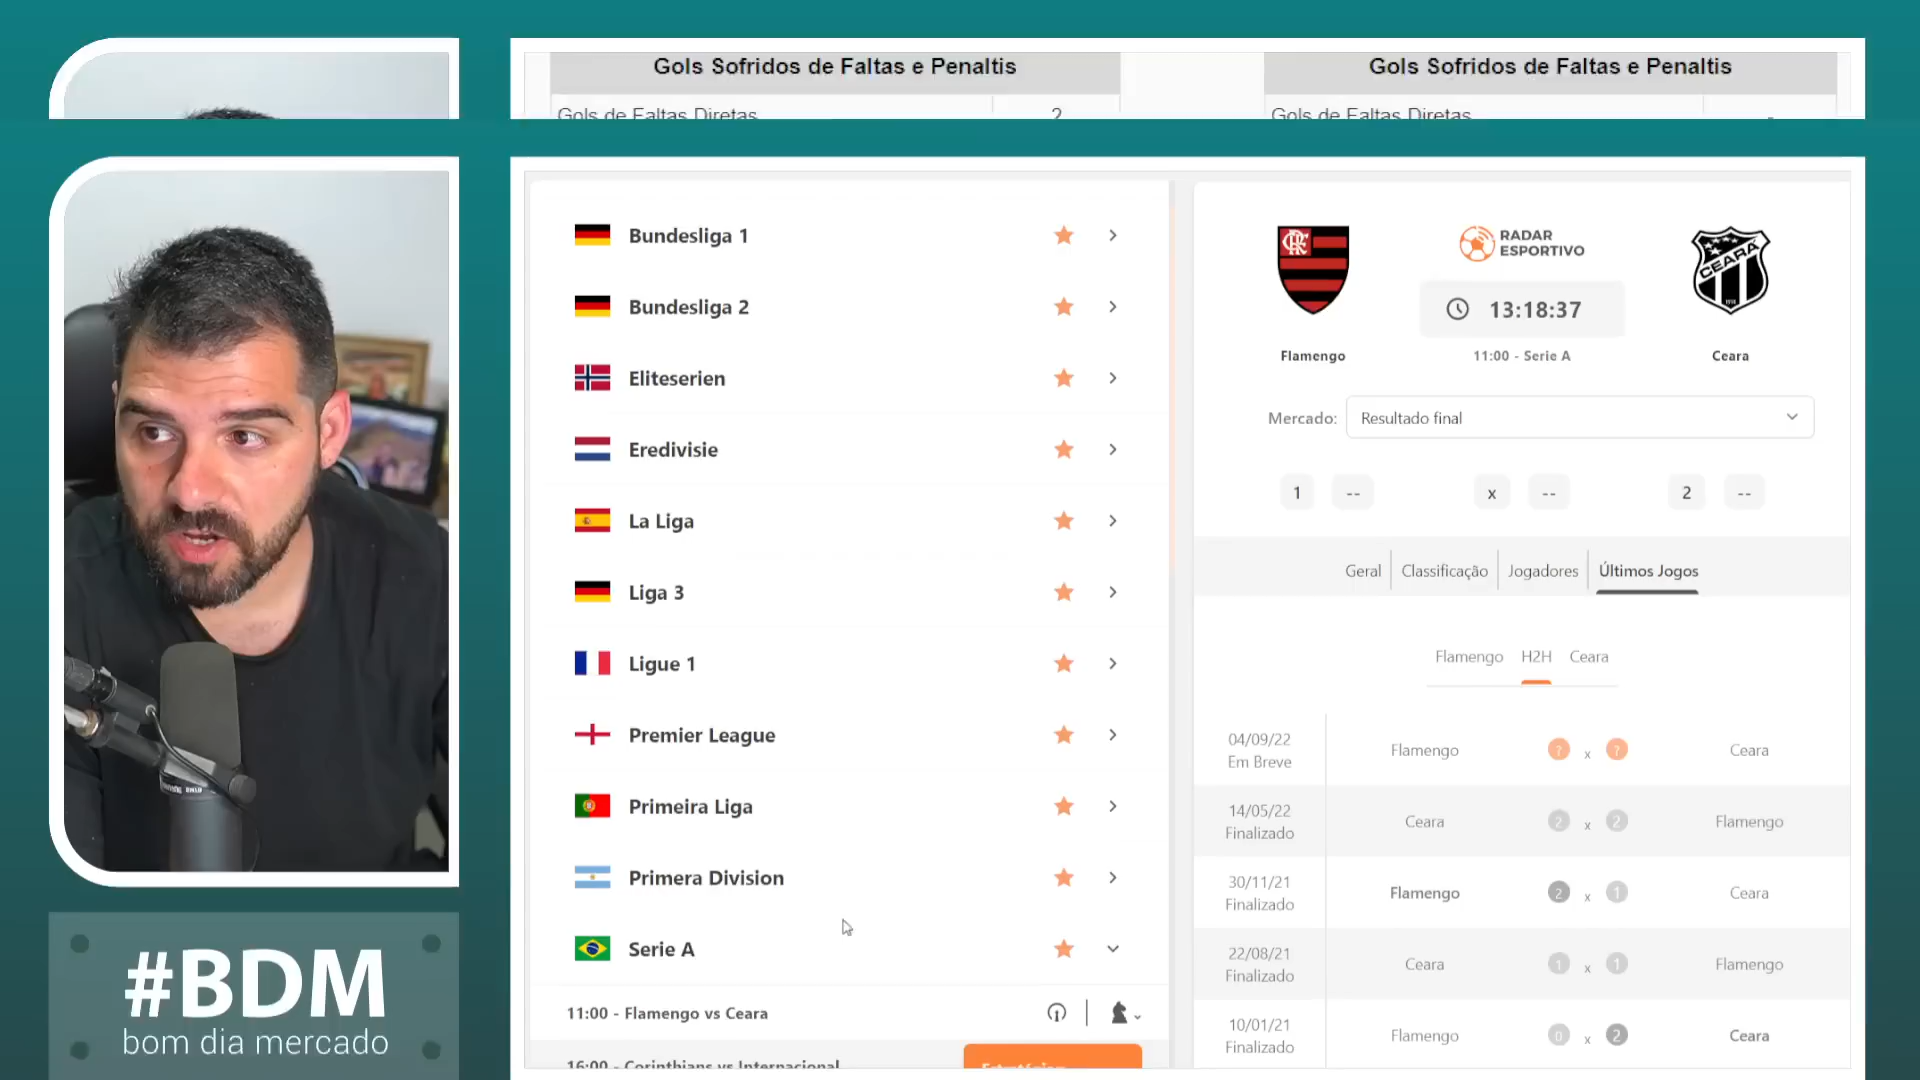 Gols Sofridos de Faltas e Penaltis
Gols de Faltas Diretas 2
Gols Sofridos de Faltas e Penaltis
Gols de Faltas Diretas
Bundesliga 1
Bundesliga 2
Eliteserien
Eredivisie
La Liga
Liga 3
Ligue 1
Premier League
Primeira Liga
Primera Division
Serie A
11:00 - Flamengo vs Ceara
16:00 - Corinthians vs Internacional
RADAR
ESPORTIVO
CEARA
13:18:37
Flamengo
11:00 - Serie A
Ceara
Mercado: Resultado final
1 -- x -- 2 --
Geral Classificação Jogadores Últimos Jogos
Flamengo H2H Ceara
04/09/22
Em Breve
Flamengo ? x ? Ceara
14/05/22
Finalizado
Ceara 2 x 2 Flamengo
30/11/21
Finalizado
Flamengo 2 x 1 Ceara
22/08/21
Finalizado
Ceara 1 x 1 Flamengo
10/01/21
Finalizado
Flamengo 0 x 2 Ceara
#BDM
bom dia mercado